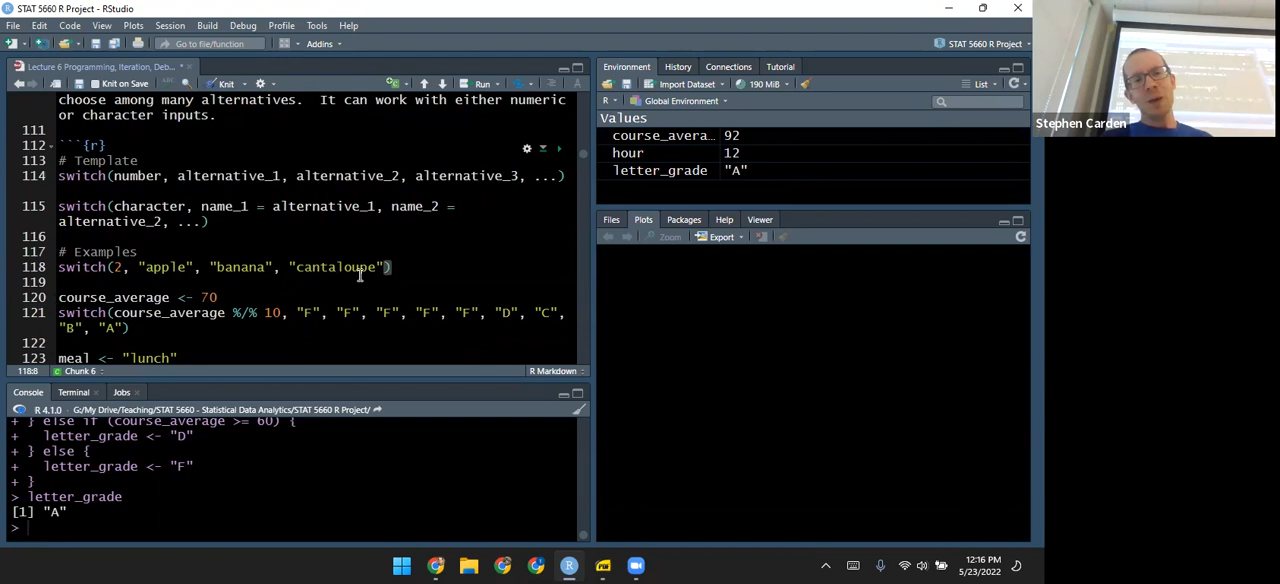 STAT 5660 R Project - RStudio
File Edit Code View Plots Session Build Debug Profile Tools Help
Go to file/function
Addins
STAT 5660 R Project
Lecture 6 Programming, Iteration, Deb...
Knit on Save
Knit
Run
choose among many alternatives.  It can work with either numeric
or character inputs.
111
112 ```{r}
113 # Template
114 switch(number, alternative_1, alternative_2, alternative_3, ...)
115 switch(character, name_1 = alternative_1, name_2 =
alternative_2, ...)
116
117 # Examples
118 switch(2, "apple", "banana", "cantaloupe")
119
120 course_average <- 70
121 switch(course_average %/% 10, "F", "F", "F", "F", "F", "D", "C",
"B", "A")
122
123 meal <- "lunch"
118:8 Chunk 6 R Markdown
Console Terminal Jobs
R 4.1.0 · G:/My Drive/Teaching/STAT 5660 - Statistical Data Analytics/STAT 5660 R Project/
+ } else if (course_average >= 60) {
+   letter_grade <- "D"
+ } else {
+   letter_grade <- "F"
+ }
> letter_grade
[1] "A"
>
Environment History Connections Tutorial
Import Dataset 190 MiB List
R Global Environment
Values
course_avera… 92
hour 12
letter_grade "A"
Files Plots Packages Help Viewer
Zoom Export
Stephen Carden
12:16 PM
5/23/2022